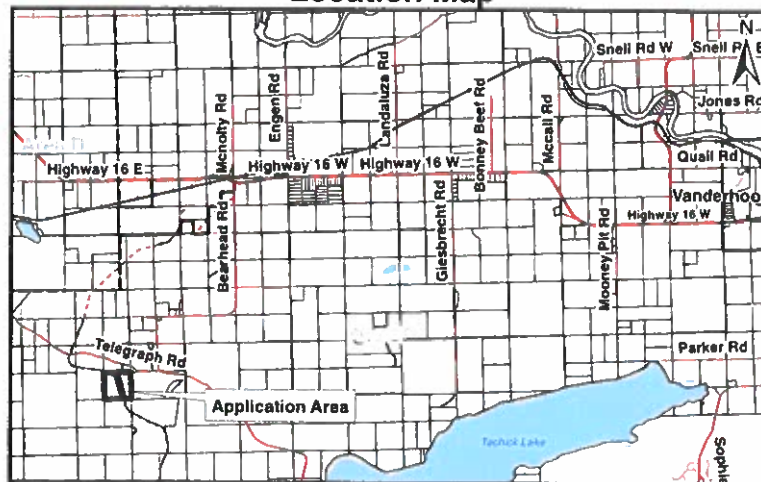 Location Map
N
Snell Rd W
Snell R
Jones Rd
Quail Rd
Vanderhoo
Highway 16 W
Mccall Rd
Bonney Beef Rd
Landaluza Rd
Engen Rd
Mcnolty Rd
Highway 16 E
Highway 16 W
Highway 16 W
Bearhead Rd
Giesbrecht Rd
Mooney Pit Rd
Parker Rd
Telegraph Rd
Application Area
Tachick Lake
Sophie